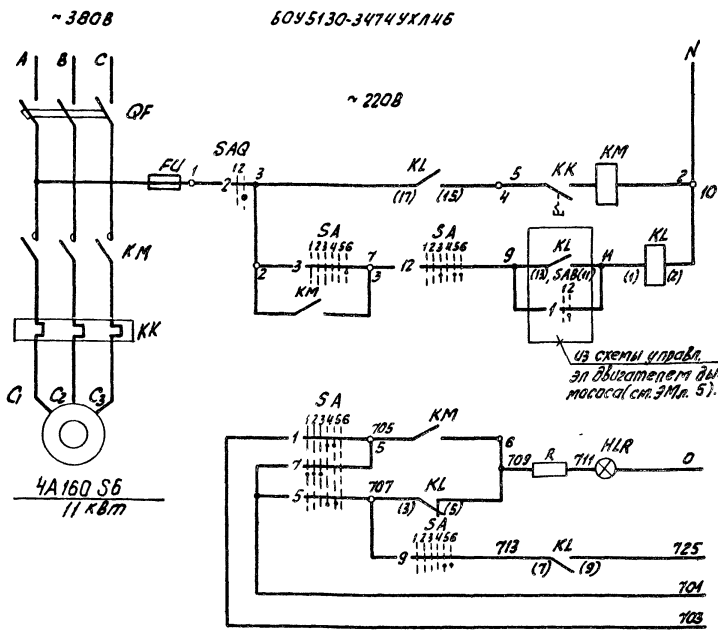 ~380В
БОУ5130-3474УХЛ4Б
A B C
N
QF
~220В
SAQ
FU
1
2
12
3
KL
(17) (15)
5
4
KK
KM
2
10
SA
SA
2
3
123456
7
3
12
123456
9
KL
(13) SAB(11)
11
KL
(1) (2)
KM
12
1
KM
KK
из схемы управл.
эл двигателем ды
мососа (см. ЭМл. 5).
C1 C2 C3
4А160 S6
11 квт
SA
1
123456
705
5
KM
6
7
709
R
711
HLR
0
5
707
(3)
KL
(5)
SA
9
123456
713
KL
(7) (9)
725
701
703